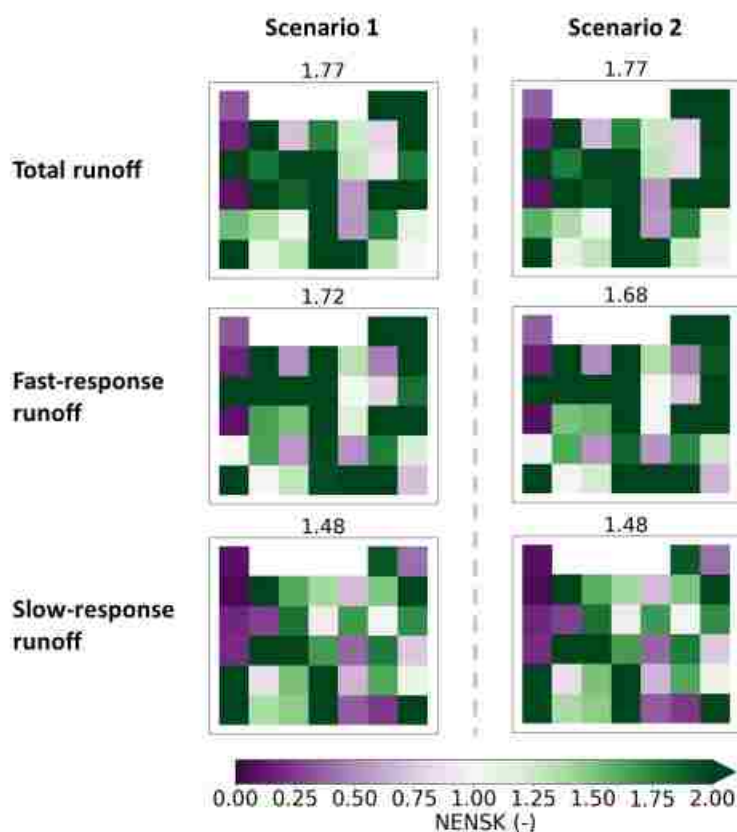 Scenario 1
Scenario 2
1.77
1.77
Total runoff
1.72
1.68
Fast-response
runoff
1.48
1.48
Slow-response
runoff
0.00 0.25 0.50 0.75 1.00 1.25 1.50 1.75 2.00
NENSK (-)